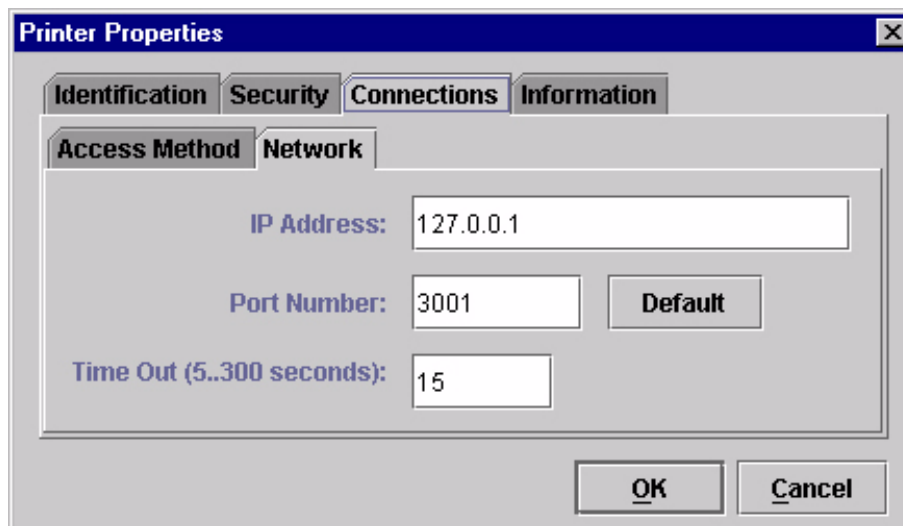 Printer Properties
Identification Security Connections Information
Access Method Network
IP Address: 127.0.0.1
Port Number: 3001 Default
Time Out (5..300 seconds): 15
OK Cancel